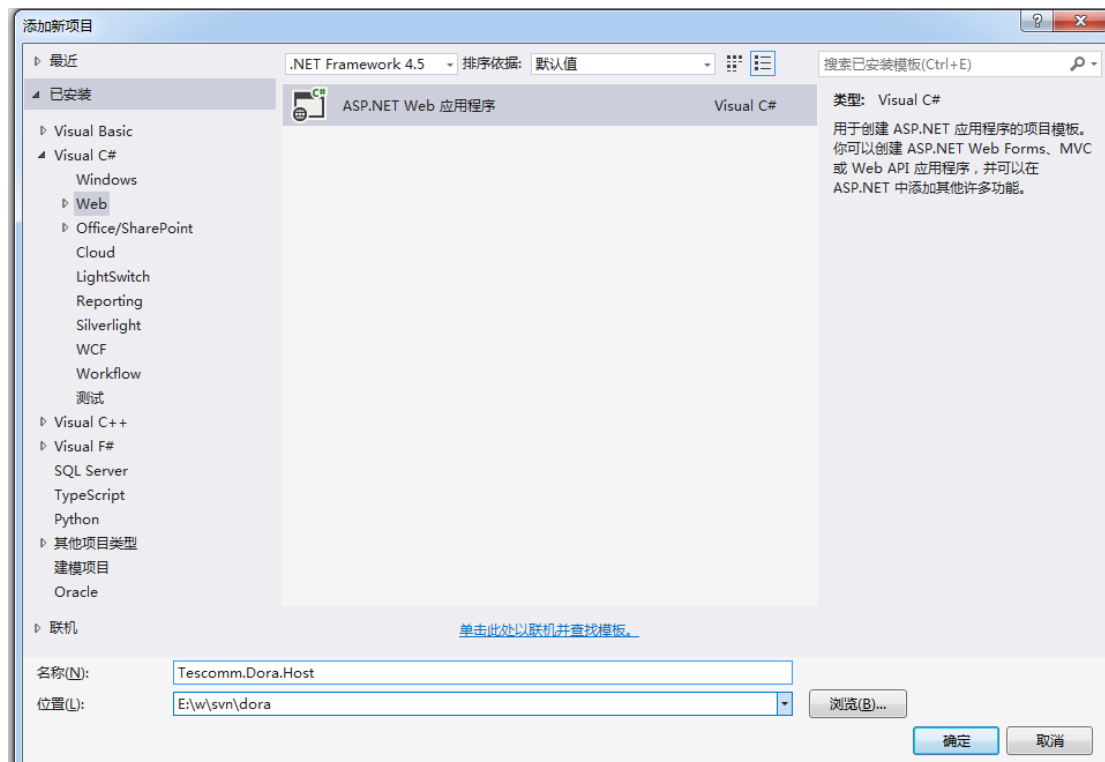 添加新项目
最近
已安装
Visual Basic
Visual C#
Windows
Web
Office/SharePoint
Cloud
LightSwitch
Reporting
Silverlight
WCF
Workflow
测试
Visual C++
Visual F#
SQL Server
TypeScript
Python
其他项目类型
建模项目
Oracle
联机
.NET Framework 4.5 排序依据: 默认值
C# ASP.NET Web 应用程序 Visual C#
单击此处以联机并查找模板。
搜索已安装模板(Ctrl+E)
类型: Visual C#
用于创建 ASP.NET 应用程序的项目模板。
你可以创建 ASP.NET Web Forms、MVC
或 Web API 应用程序，并可以在
ASP.NET 中添加其他许多功能。
名称(N): Tescomm.Dora.Host
位置(L): E:\w\svn\dora 浏览(B)...
确定 取消